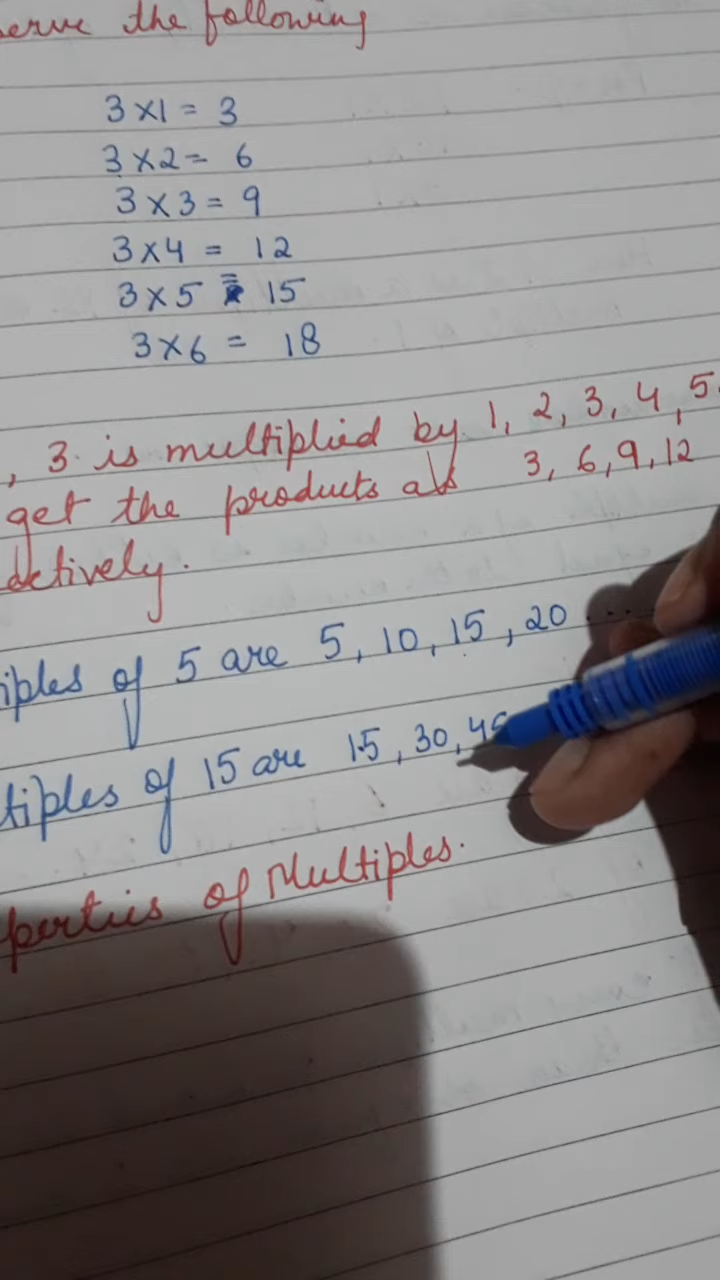 erve the following
3 × 1 = 3
3 × 2 = 6
3 × 3 = 9
3 × 4 = 12
3 × 5 = 15
3 × 6 = 18
, 3 is multiplied by 1, 2, 3, 4, 5
get the products as 3, 6, 9, 12
ctively.
iples of 5 are 5, 10, 15, 20 ...
tiples of 15 are 15, 30, 45
perties of Multiples.